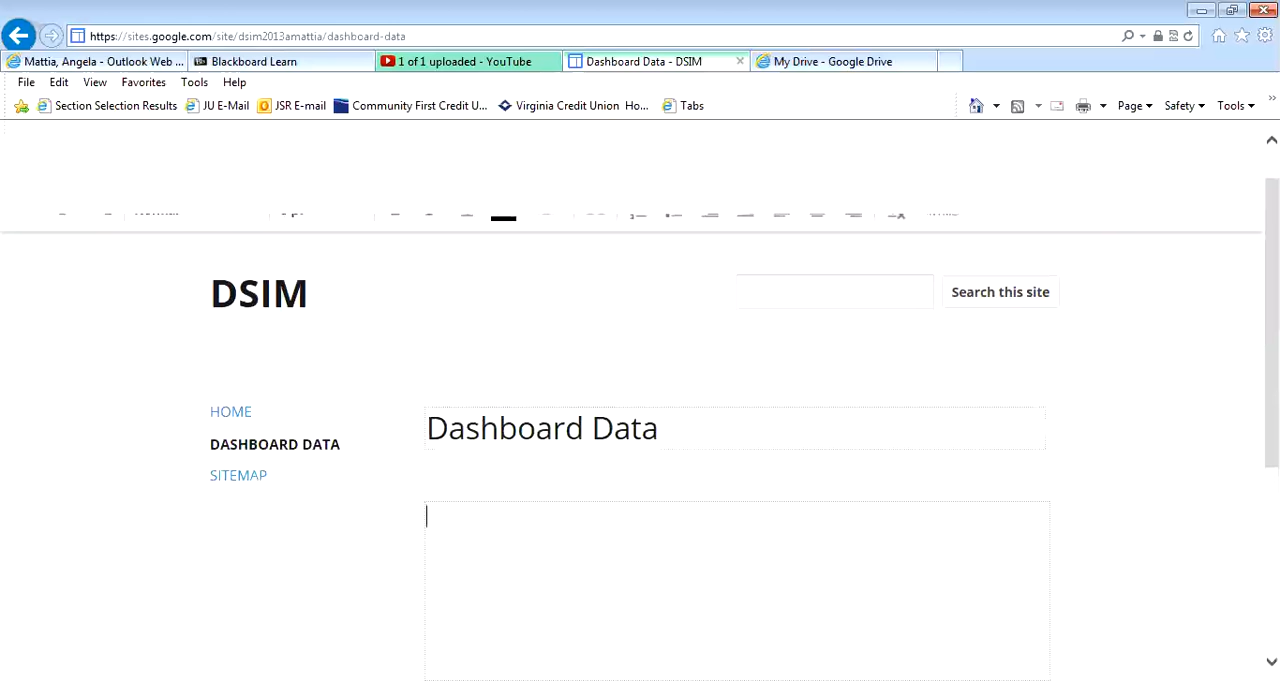 https://sites.google.com/site/dsim2013amattia/dashboard-data
Mattia, Angela - Outlook Web ... Blackboard Learn 1 of 1 uploaded - YouTube Dashboard Data - DSIM My Drive - Google Drive
File Edit View Favorites Tools Help
Section Selection Results JU E-Mail JSR E-mail Community First Credit U... Virginia Credit Union Ho... Tabs Page Safety Tools
DSIM
Search this site
HOME
Dashboard Data
DASHBOARD DATA
SITEMAP